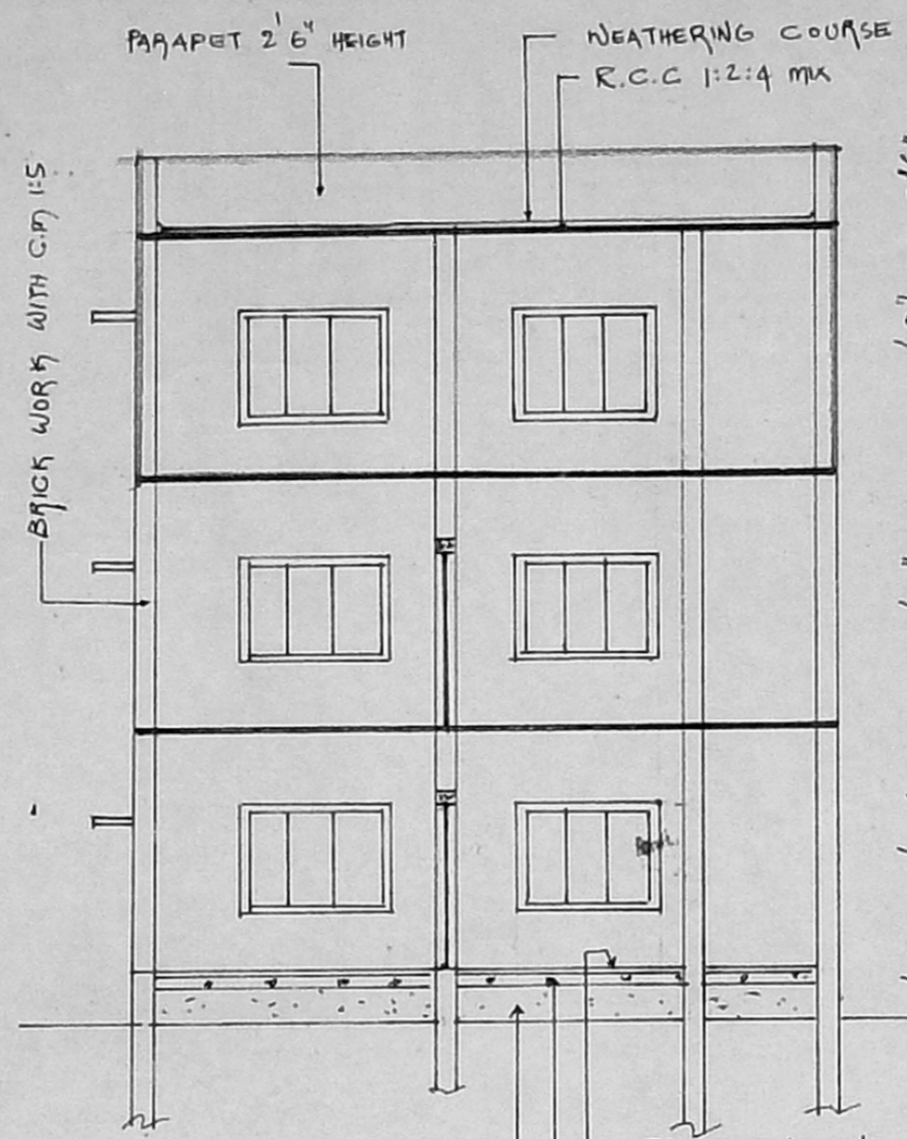 PARAPET 2' 6" HEIGHT
WEATHERING COURSE
R.C.C 1:2:4 MIX
BRICK WORK WITH C.M 1:5